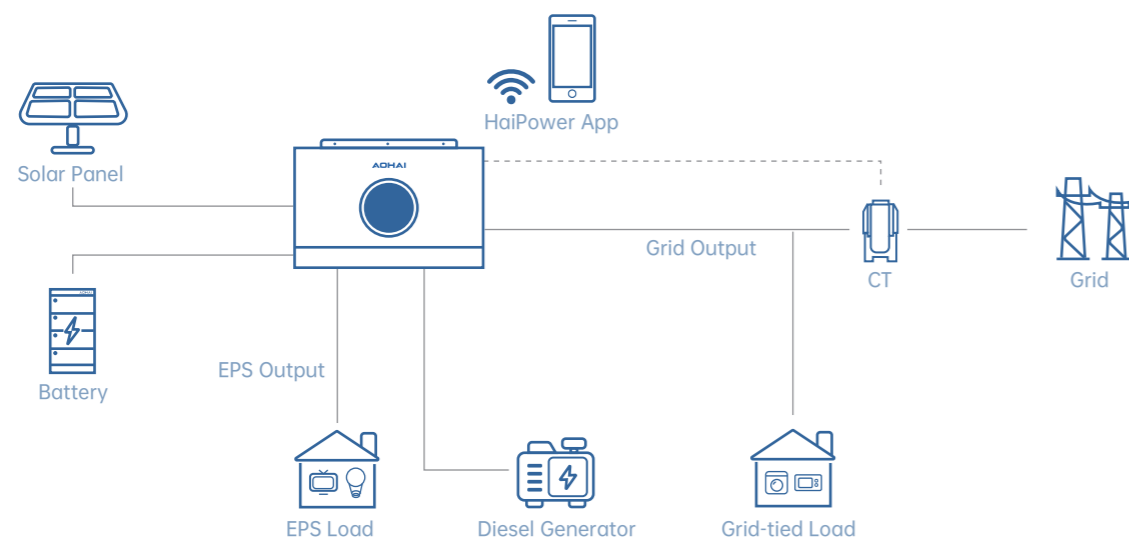 HaiPower App
Solar Panel
AOHAI
Grid Output
CT
Grid
EPS Output
Battery
EPS Load
Diesel Generator
Grid-tied Load